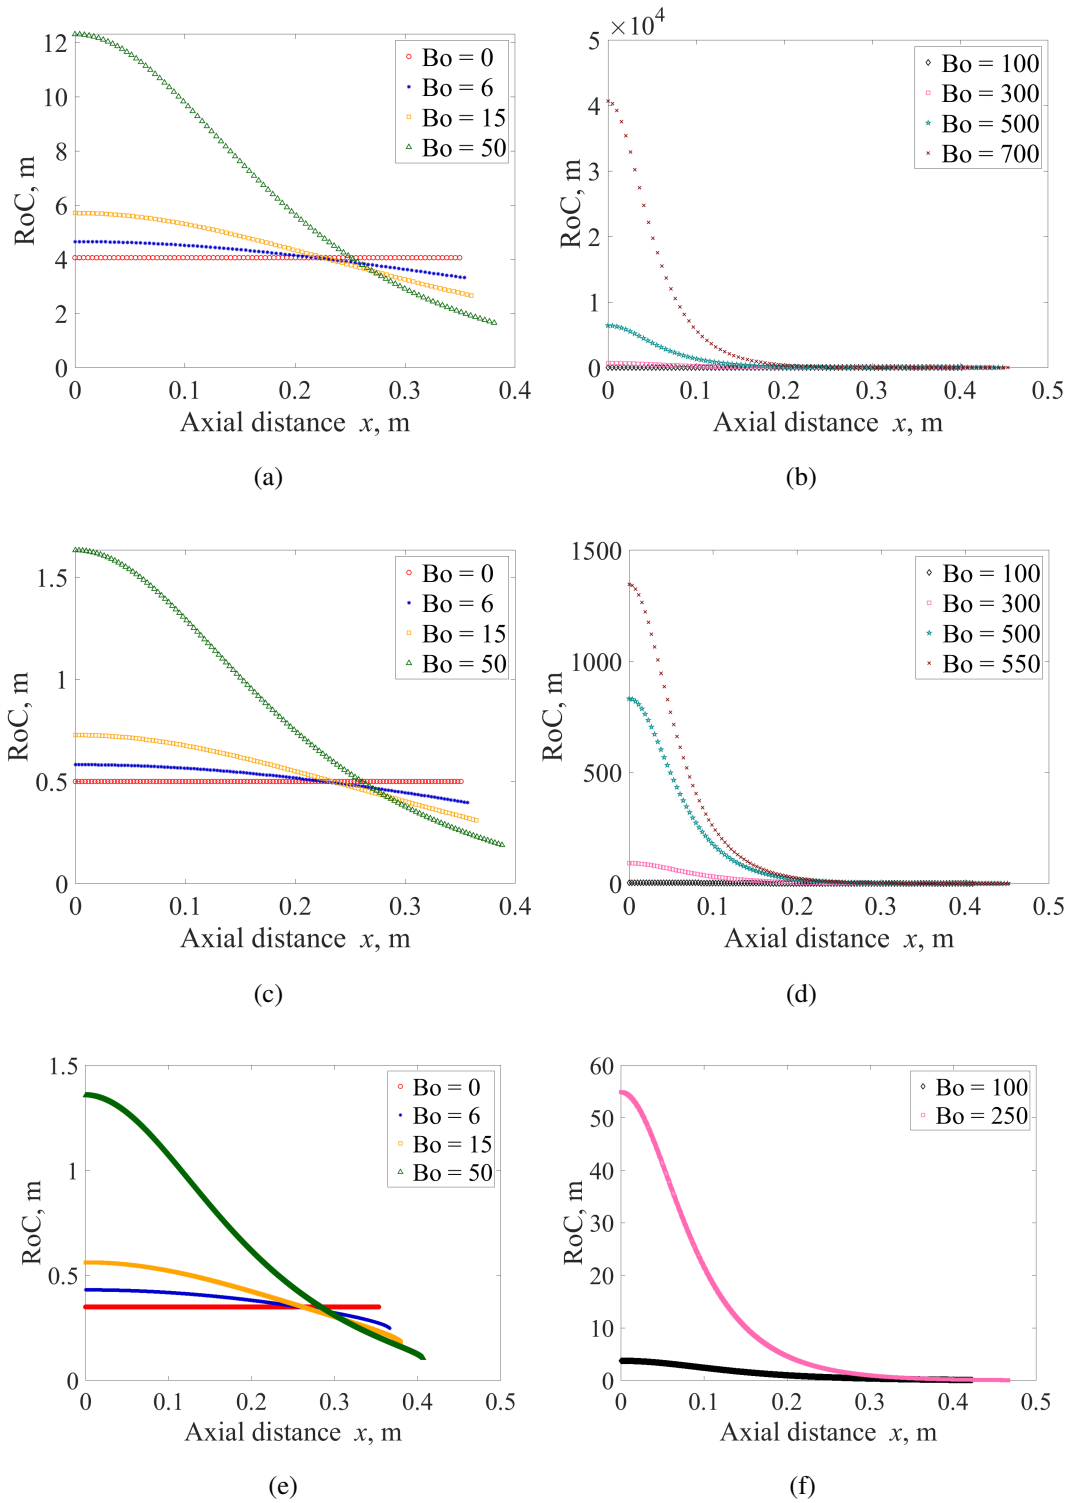 12
10
8
6
4
2
0
RoC, m
Bo = 0
Bo = 6
Bo = 15
Bo = 50
0 0.1 0.2 0.3 0.4
Axial distance x, m
(a)
×10⁴
5
4
3
2
1
0
RoC, m
Bo = 100
Bo = 300
Bo = 500
Bo = 700
0 0.1 0.2 0.3 0.4 0.5
Axial distance x, m
(b)
1.5
1
0.5
0
RoC, m
Bo = 0
Bo = 6
Bo = 15
Bo = 50
0 0.1 0.2 0.3 0.4
Axial distance x, m
(c)
1500
1000
500
0
RoC, m
Bo = 100
Bo = 300
Bo = 500
Bo = 550
0 0.1 0.2 0.3 0.4 0.5
Axial distance x, m
(d)
1.5
1
0.5
0
RoC, m
Bo = 0
Bo = 6
Bo = 15
Bo = 50
0 0.1 0.2 0.3 0.4 0.5
Axial distance x, m
(e)
60
50
40
30
20
10
0
RoC, m
Bo = 100
Bo = 250
0 0.1 0.2 0.3 0.4 0.5
Axial distance x, m
(f)